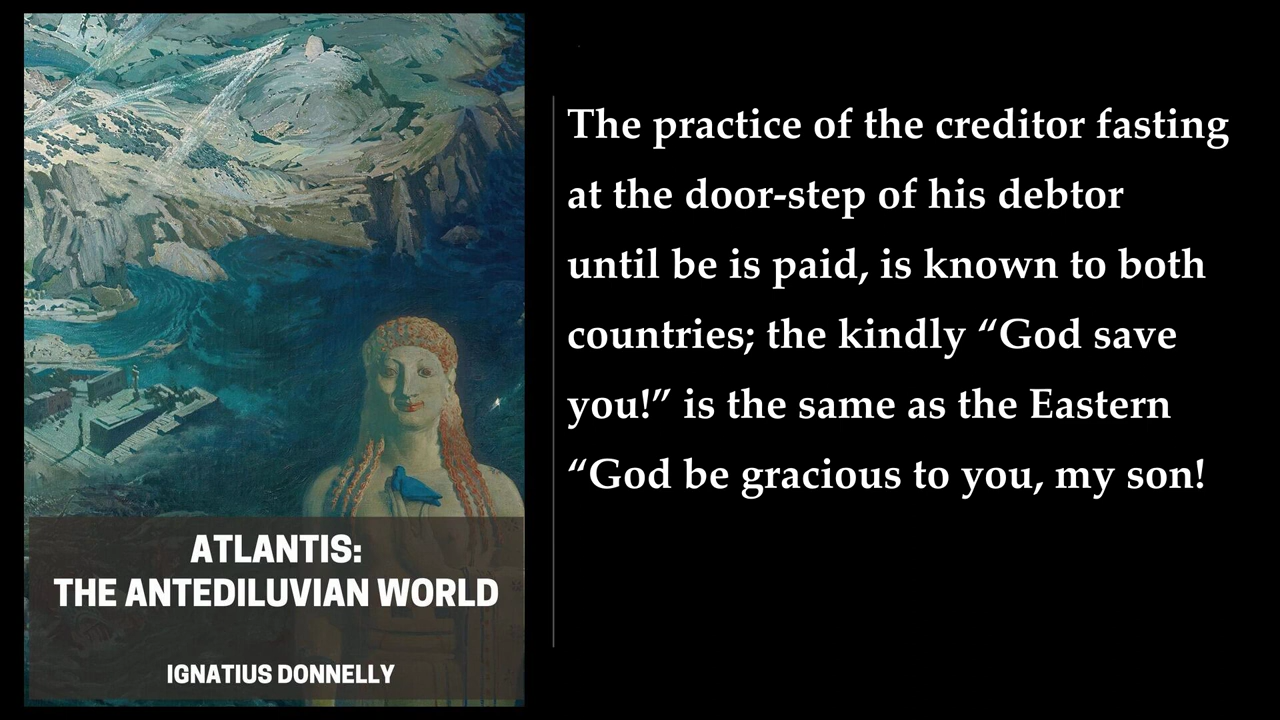 ATLANTIS:
THE ANTEDILUVIAN WORLD
IGNATIUS DONNELLY
The practice of the creditor fasting
at the door-step of his debtor
until be is paid, is known to both
countries; the kindly “God save
you!” is the same as the Eastern
“God be gracious to you, my son!